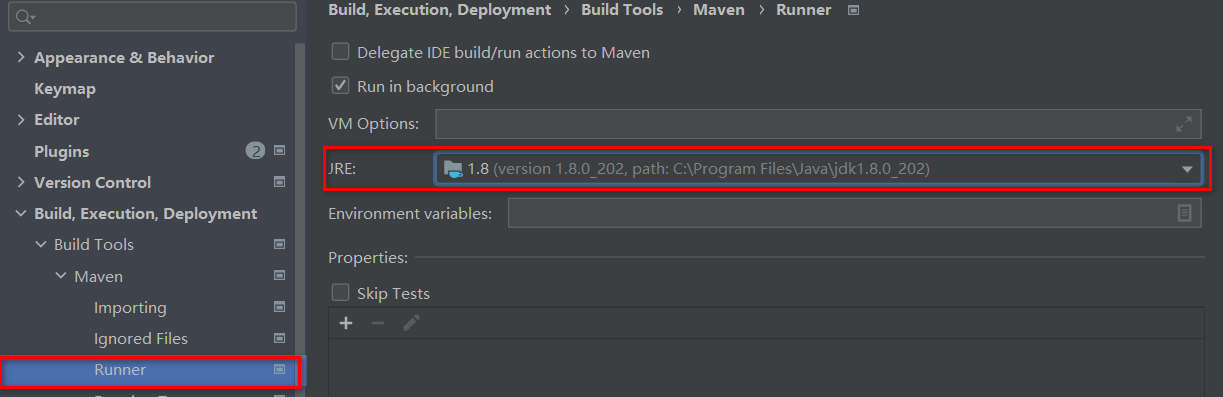 Appearance & Behavior
Keymap
Editor
Plugins 2
Version Control
Build, Execution, Deployment
Build Tools
Maven
Importing
Ignored Files
Runner
Build, Execution, Deployment › Build Tools › Maven › Runner
Delegate IDE build/run actions to Maven
Run in background
VM Options:
JRE: 1.8 (version 1.8.0_202, path: C:\Program Files\Java\jdk1.8.0_202)
Environment variables:
Properties:
Skip Tests